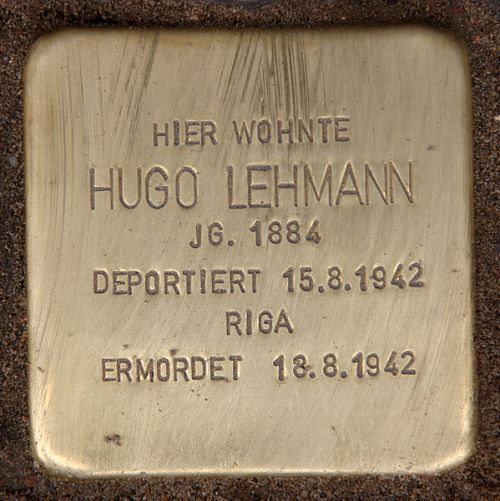 HIER WOHNTE
HUGO LEHMANN
JG. 1884
DEPORTIERT 15.8.1942
RIGA
ERMORDET 18.8.1942